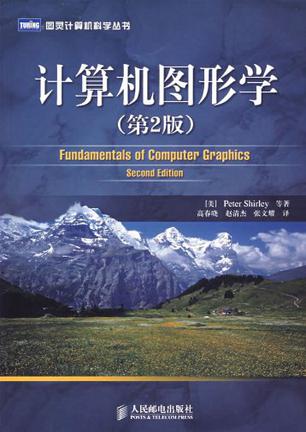 TURING 图灵计算机科学丛书
计算机图形学
(第2版)
Fundamentals of Computer Graphics
Second Edition
[美] Peter Shirley 等著
高春晓 赵清杰 张文耀 译
人民邮电出版社
POSTS & TELECOM PRESS